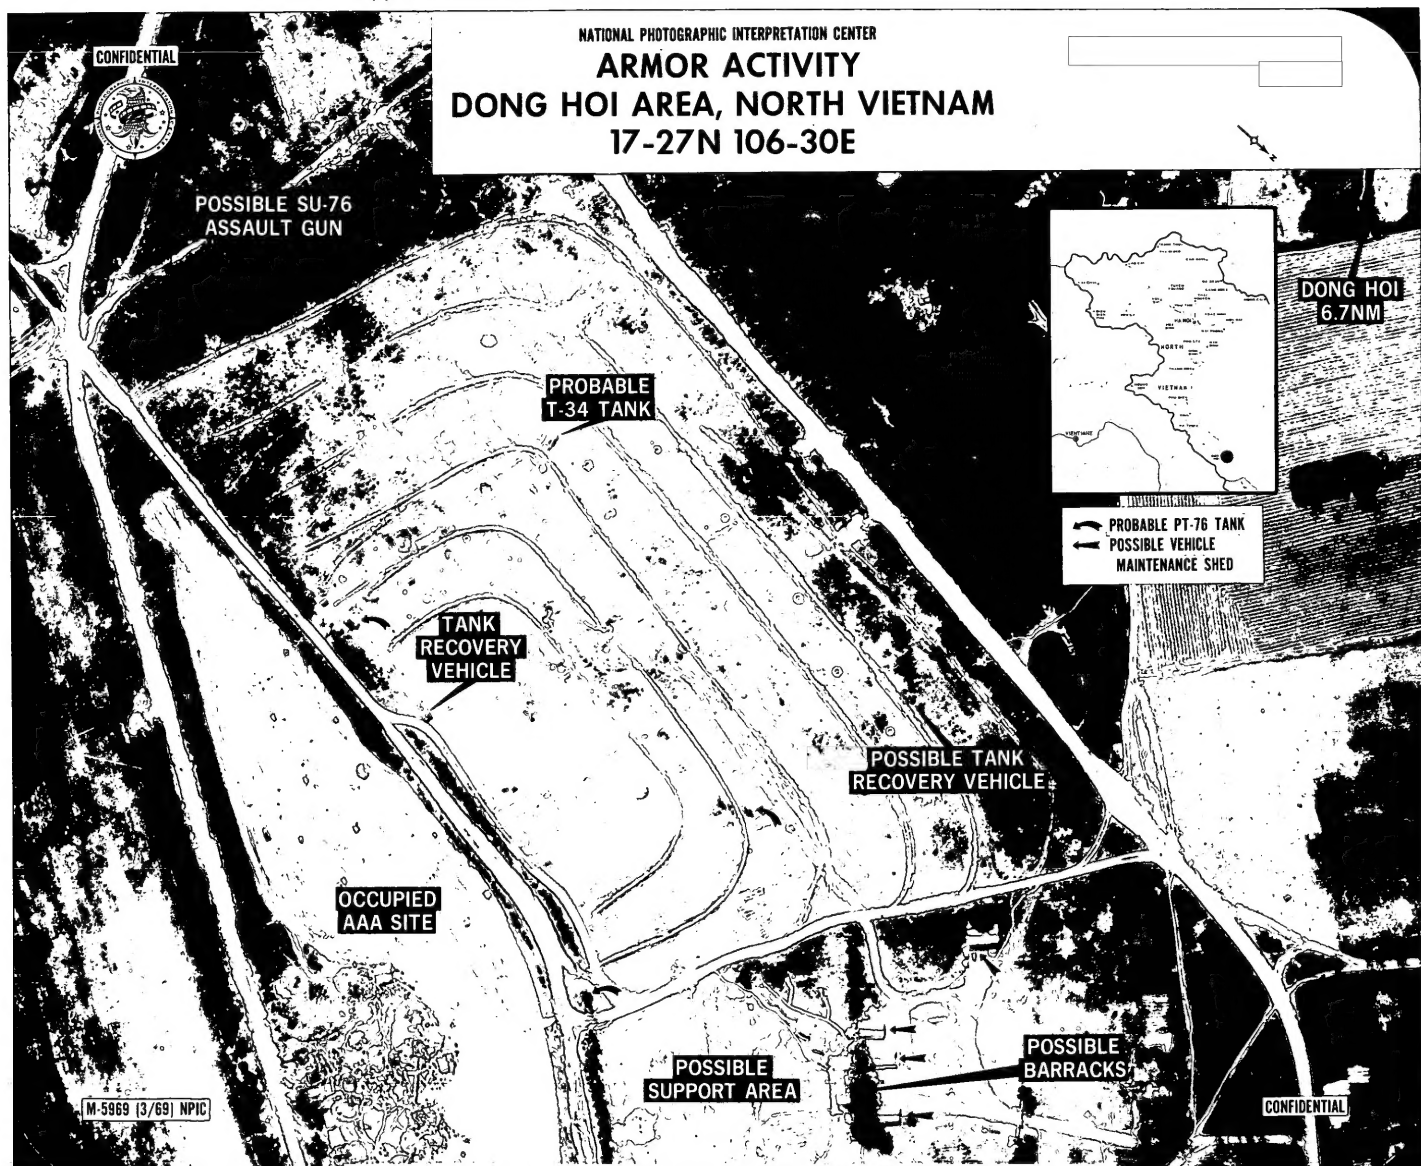 NATIONAL PHOTOGRAPHIC INTERPRETATION CENTER
ARMOR ACTIVITY
DONG HOI AREA, NORTH VIETNAM
17-27N 106-30E
CONFIDENTIAL
N
POSSIBLE SU-76
ASSAULT GUN
DONG HOI
6.7NM
HANOI
NORTH
VIETNAM
VIENTIANE
PROBABLE
T-34 TANK
PROBABLE PT-76 TANK
POSSIBLE VEHICLE
MAINTENANCE SHED
TANK
RECOVERY
VEHICLE
POSSIBLE TANK
RECOVERY VEHICLE
OCCUPIED
AAA SITE
POSSIBLE
SUPPORT AREA
POSSIBLE
BARRACKS
M-5969 (3/69) NPIC
CONFIDENTIAL